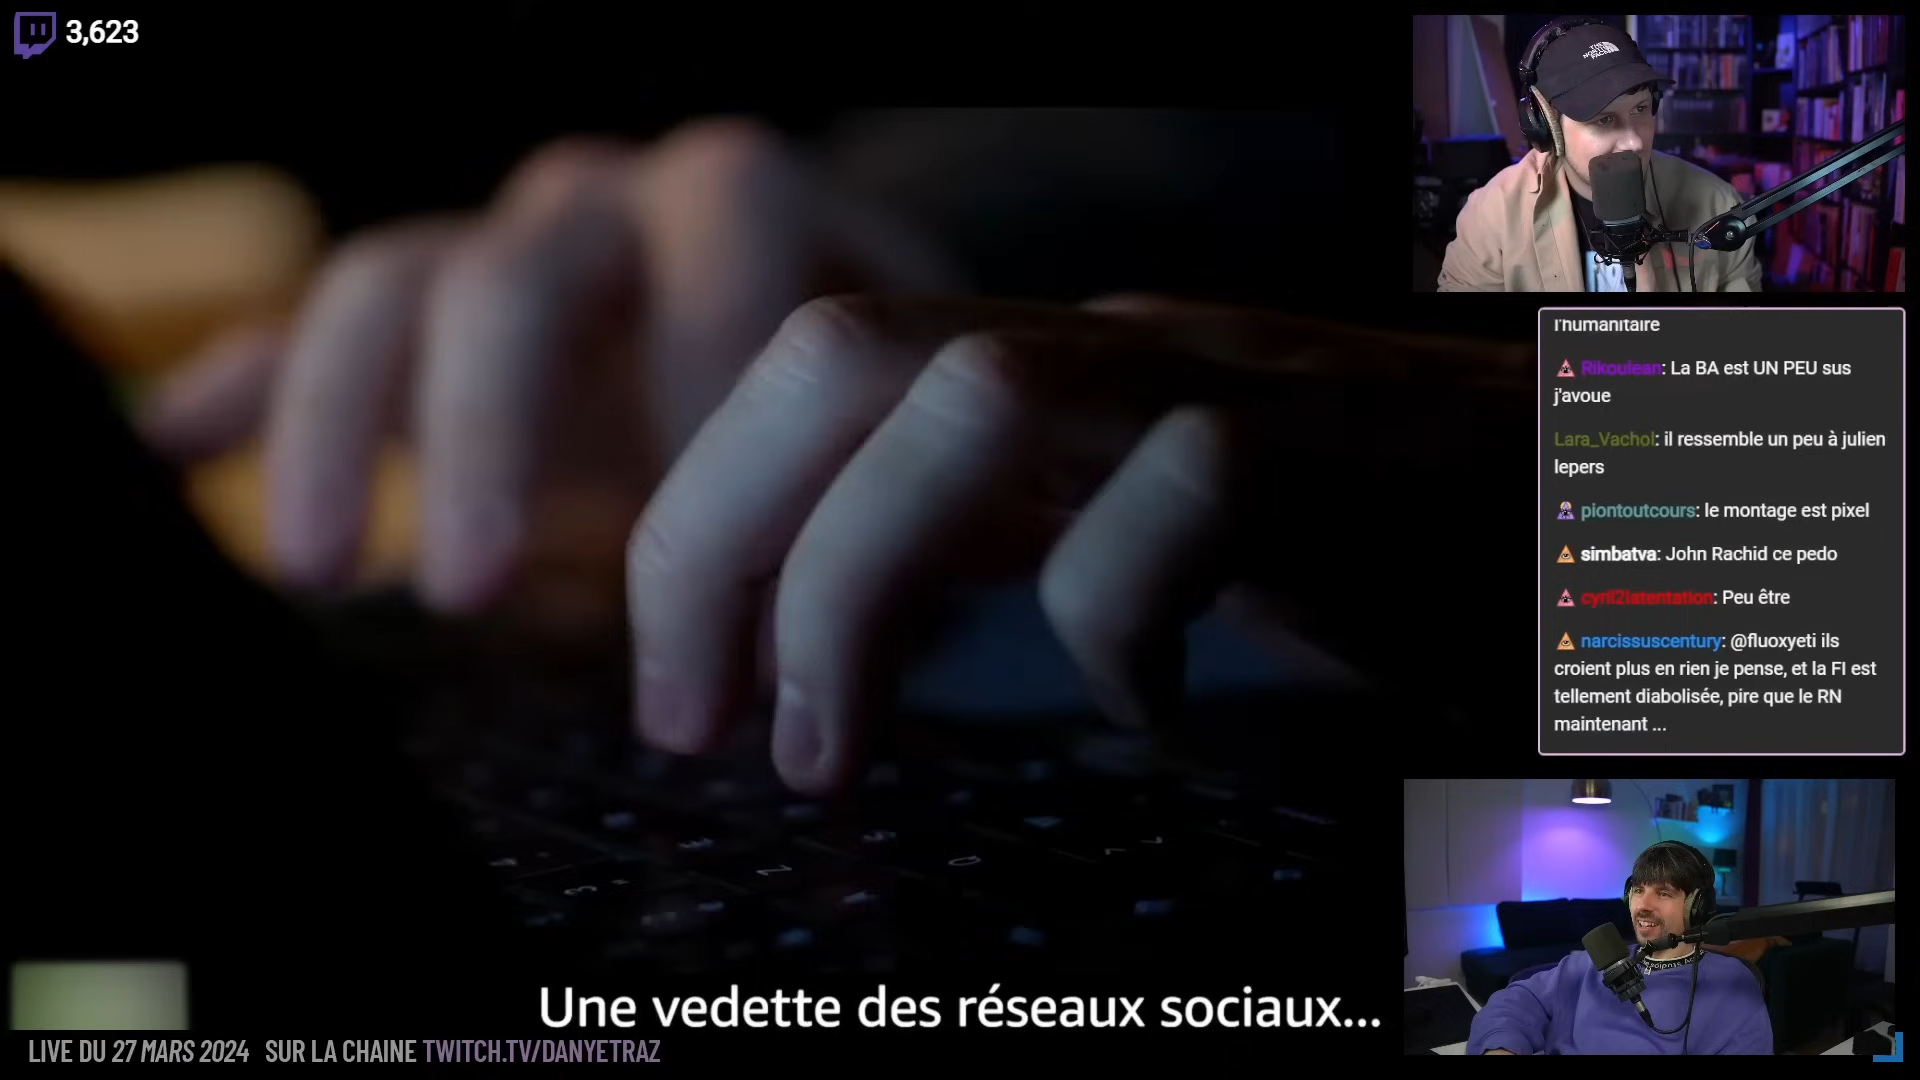 3,623
THE
NORTH
FACE
l'humanitaire
Rikoulean: La BA est UN PEU sus
j'avoue
Lara_Vachol: il ressemble un peu à julien
lepers
piontoutcours: le montage est pixel
simbatva: John Rachid ce pedo
cyril2latentation: Peu être
narcissuscentury: @fluoxyeti ils
croient plus en rien je pense, et la FI est
tellement diabolisée, pire que le RN
maintenant ...
Une vedette des réseaux sociaux...
LIVE DU 27 MARS 2024 SUR LA CHAINE TWITCH.TV/DANYETRAZ